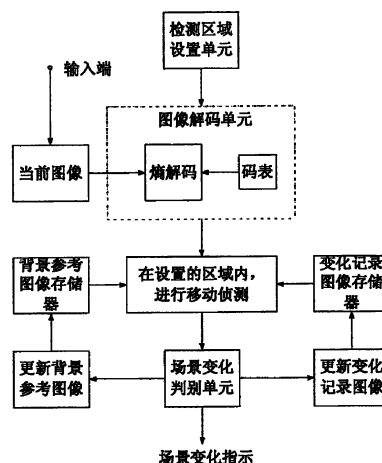 检测区域
设置单元
输入端
图像解码单元
当前图像
熵解码
码表
背景参考
图像存储
器
在设置的区域内，
进行移动侦测
变化记录
图像存储
器
更新背景
参考图像
场景变化
判别单元
更新变化
记录图像
场景变化指示